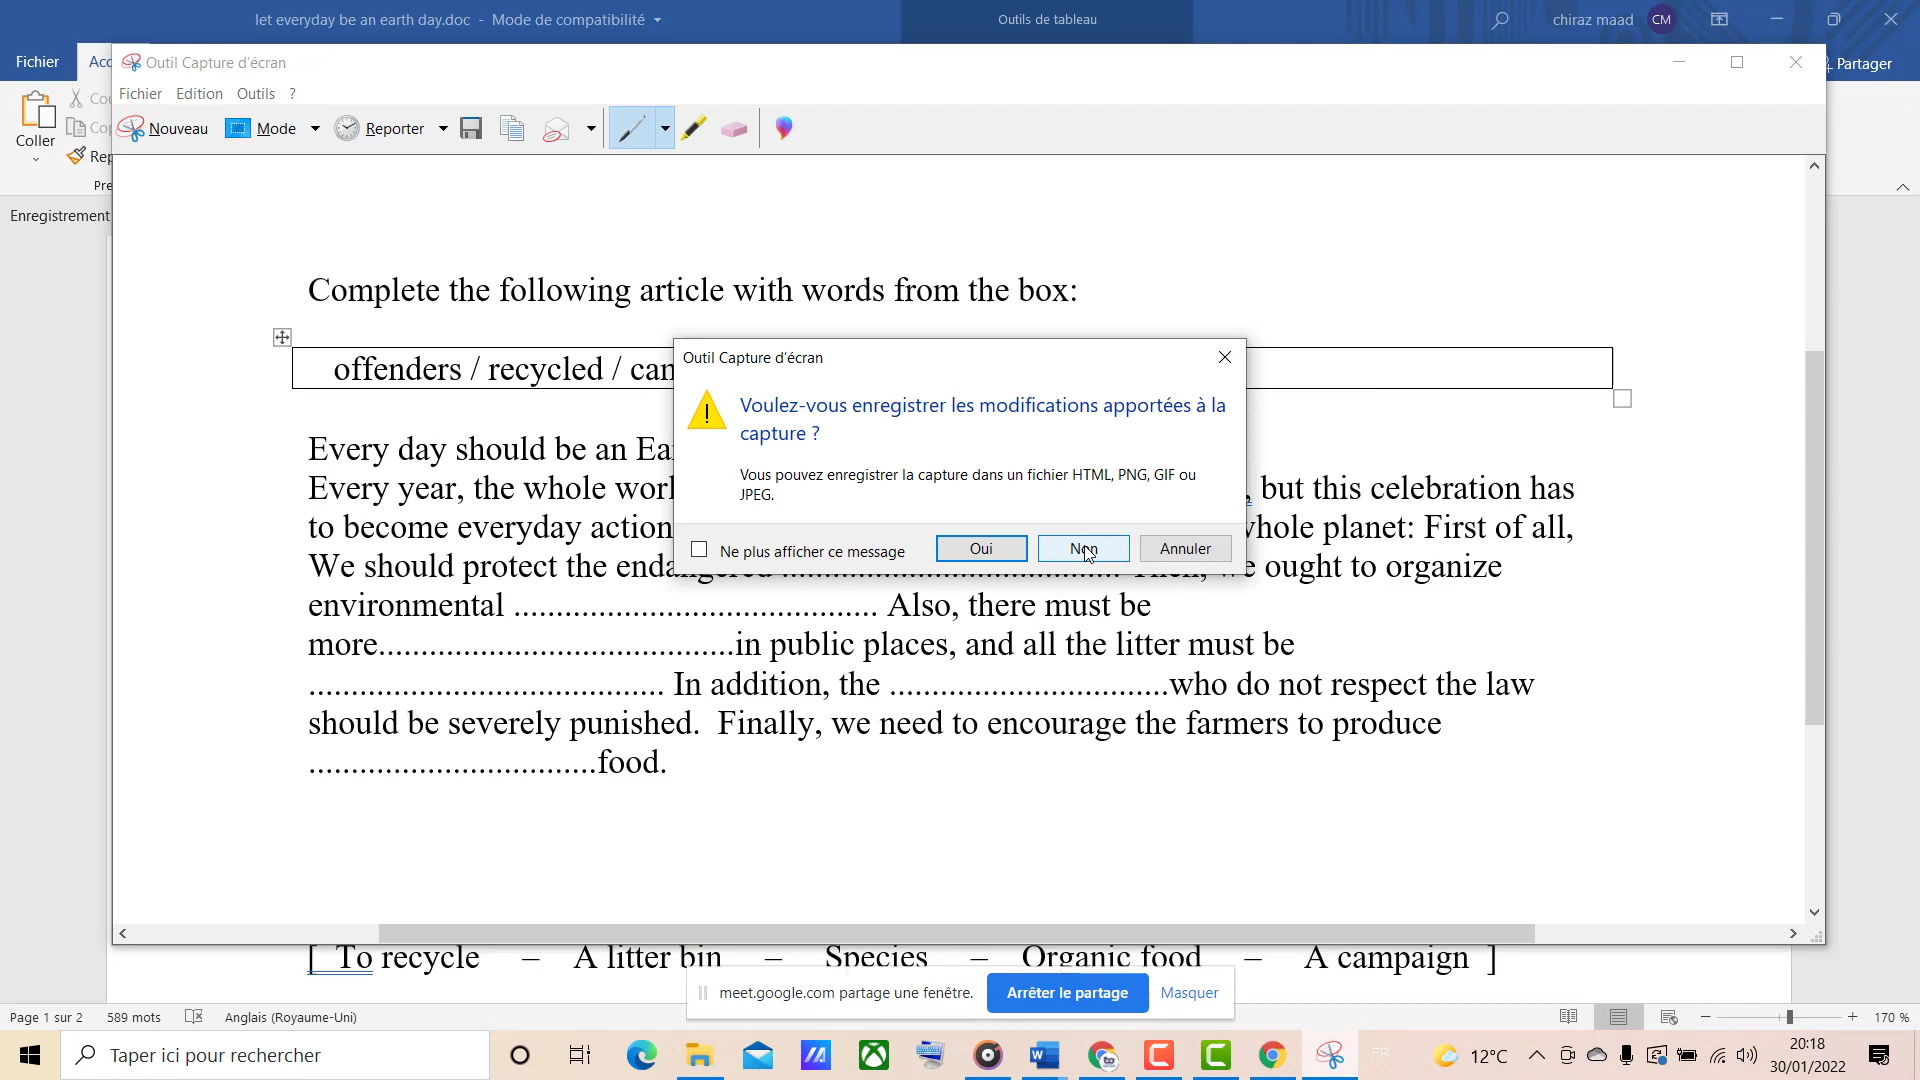 let everyday be an earth day.doc - Mode de compatibilité
Outils de tableau
chiraz maad CM
Fichier
Partager
Coller
Enregistrement
Outil Capture d'écran
Fichier Edition Outils ?
Nouveau Mode Reporter
Complete the following article with words from the box:
offenders / recycled /
Every day should be an
Every year, the whole
, but this celebration has
to become everyday
planet: First of all,
We should protect the
ought to organize
environmental ........................................... Also, there must be
more..........................................in public places, and all the litter must be
.......................................... In addition, the .................................who do not respect the law
should be severely punished. Finally, we need to encourage the farmers to produce
..................................food.
Outil Capture d'écran
Voulez-vous enregistrer les modifications apportées à la
capture ?
Vous pouvez enregistrer la capture dans un fichier HTML, PNG, GIF ou
JPEG.
Ne plus afficher ce message
Oui Non Annuler
[ To recycle – A litter bin – Species – Organic food – A campaign ]
meet.google.com partage une fenêtre. Arrêter le partage Masquer
Page 1 sur 2 589 mots Anglais (Royaume-Uni)
170 %
Taper ici pour rechercher
FR
12°C
20:18
30/01/2022